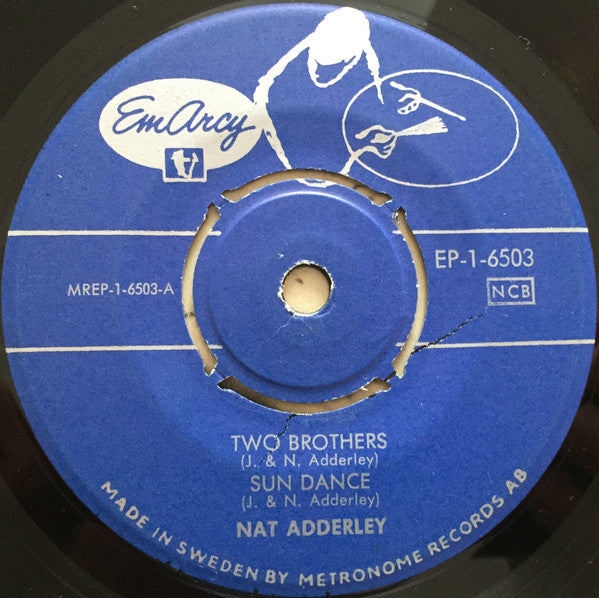 EmArcy
EP-1-6503
MREP-1-6503-A
NCB
TWO BROTHERS
(J. & N. Adderley)
SUN DANCE
(J. & N. Adderley)
NAT ADDERLEY
MADE IN SWEDEN BY METRONOME RECORDS AB